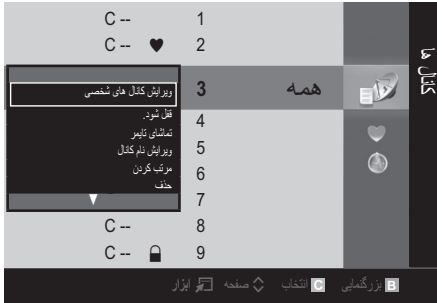 کانال ها
همه
1 C --
2 ♥ C --
3
4
5
6
7
8 C --
9 C --
ویرایش کانال های شخصی
قفل شود.
تماشای تایمر
ویرایش نام کانال
مرتب کردن
حذف
B بزرگنمایی C انتخاب صفحه ابزار